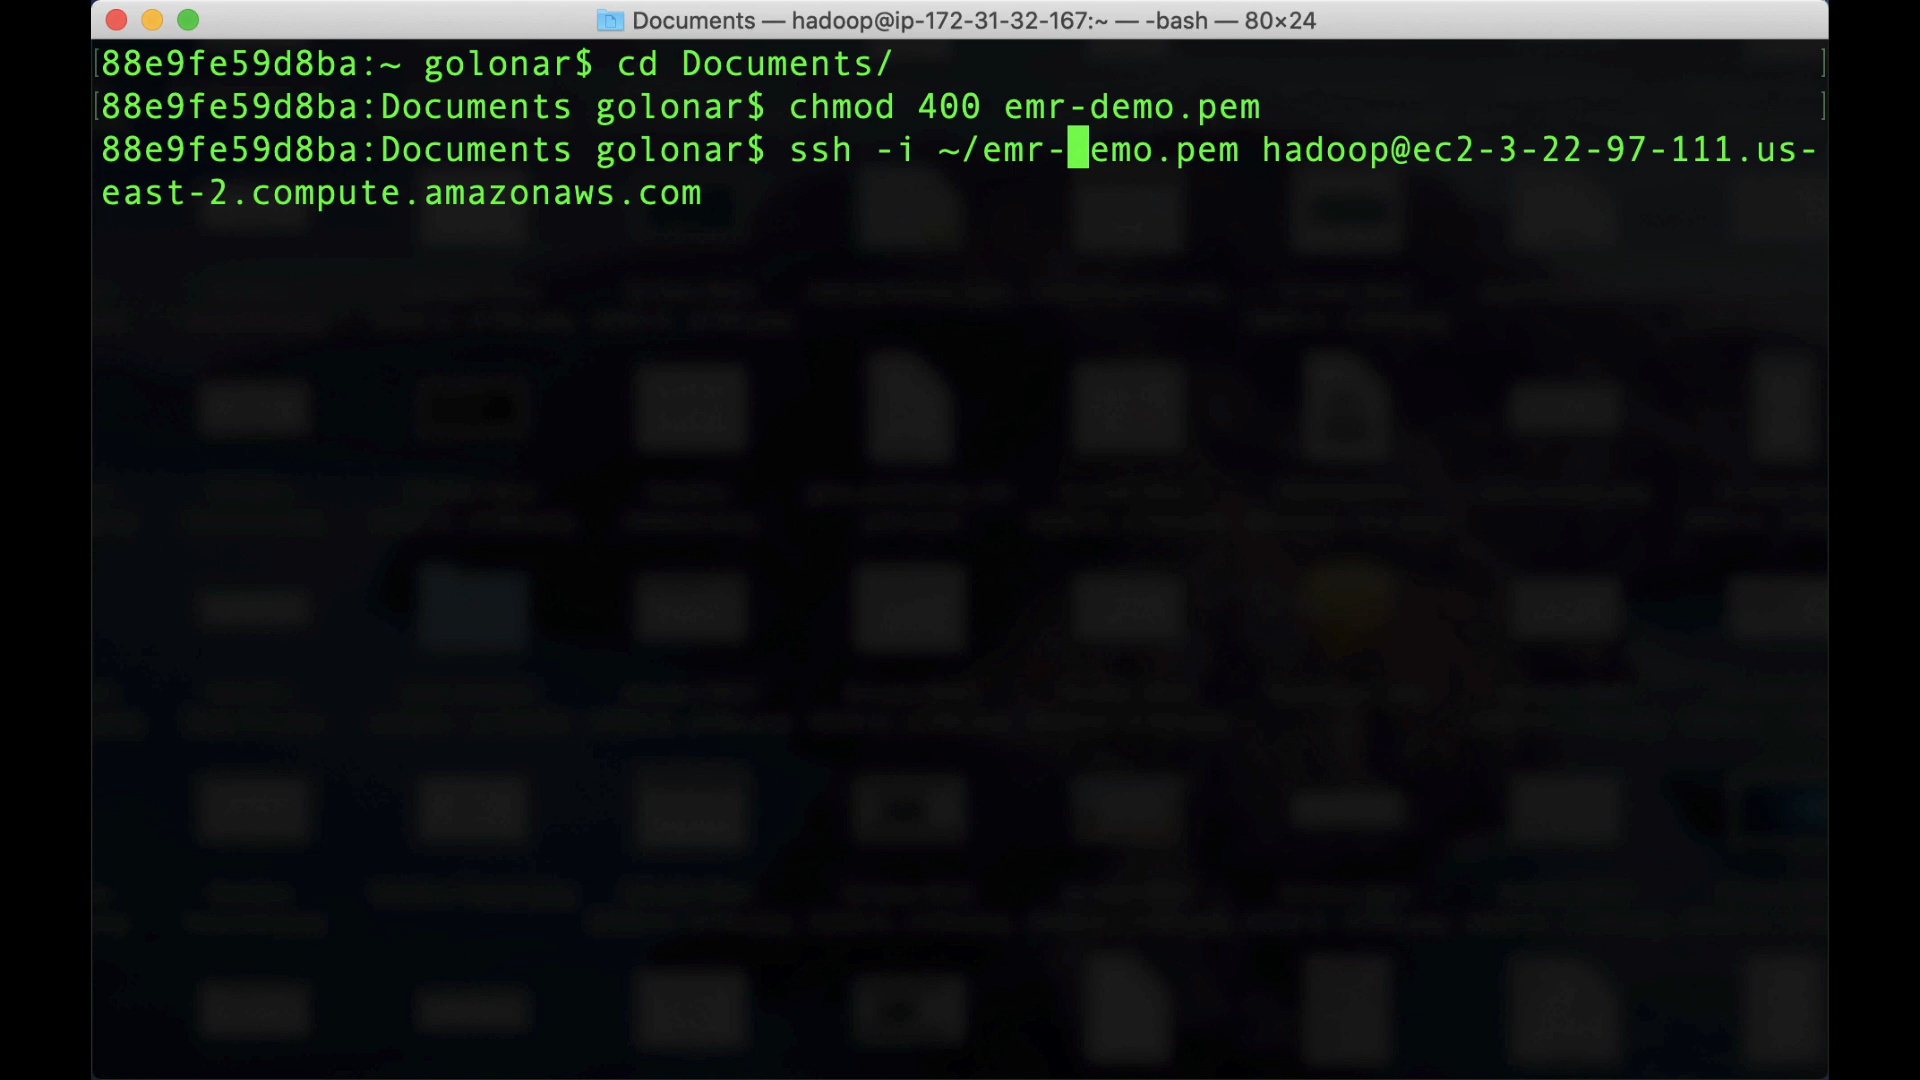 Documents — hadoop@ip-172-31-32-167:~ — -bash — 80×24
[88e9fe59d8ba:~ golonar$ cd Documents/ ]
[88e9fe59d8ba:Documents golonar$ chmod 400 emr-demo.pem ]
88e9fe59d8ba:Documents golonar$ ssh -i ~/emr-demo.pem hadoop@ec2-3-22-97-111.us-
east-2.compute.amazonaws.com